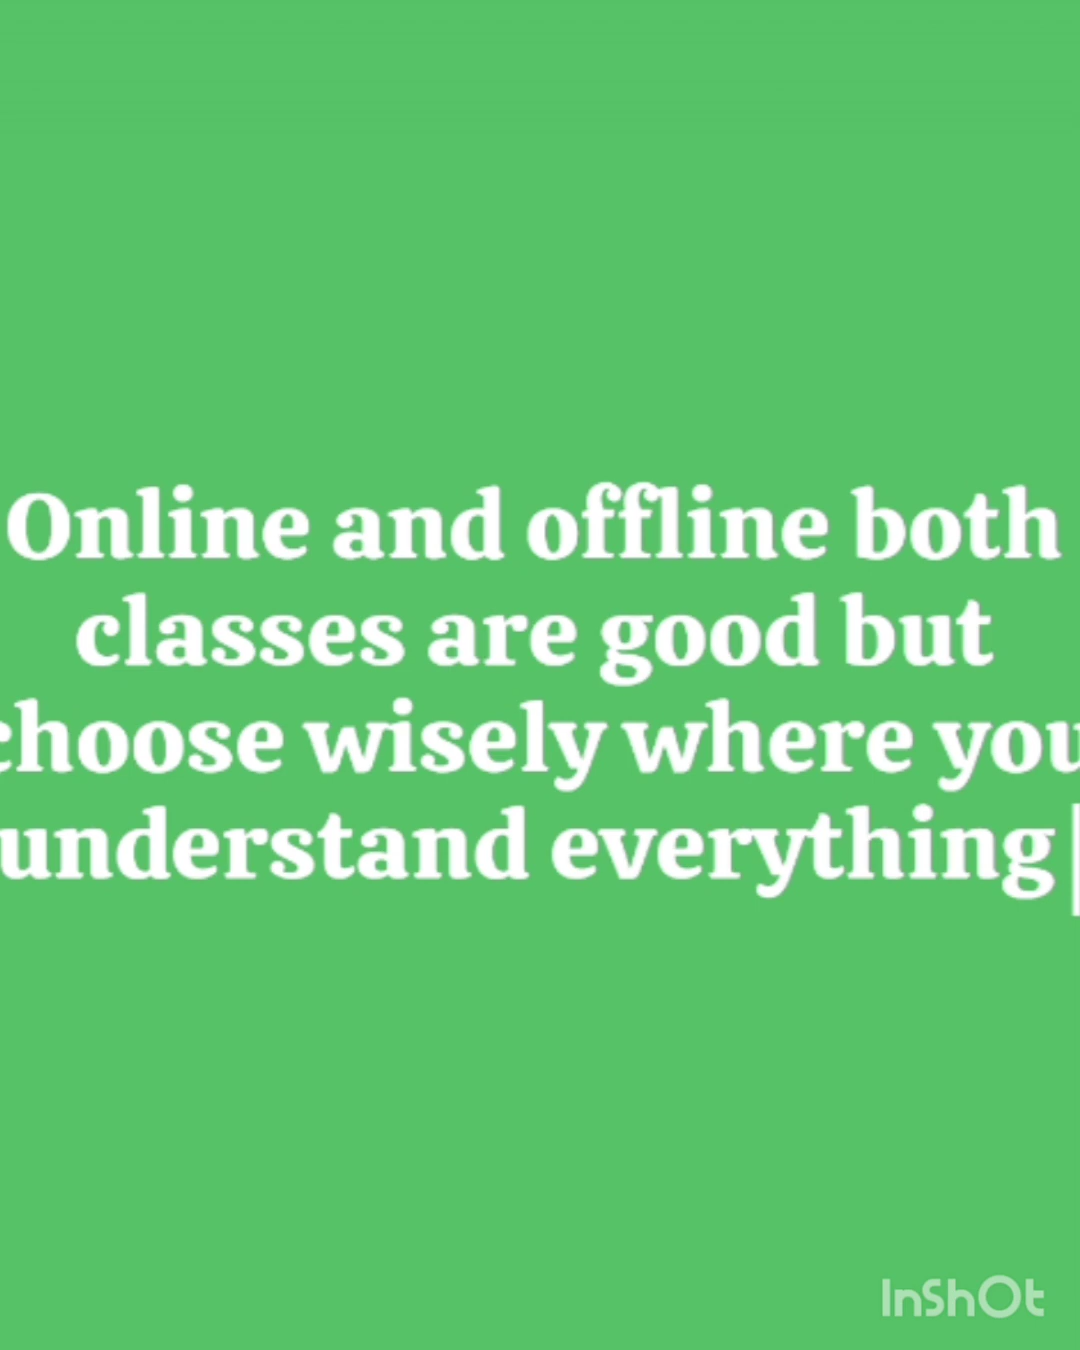 Online and offline both
classes are good but
choose wisely where you
understand everything
InShOt